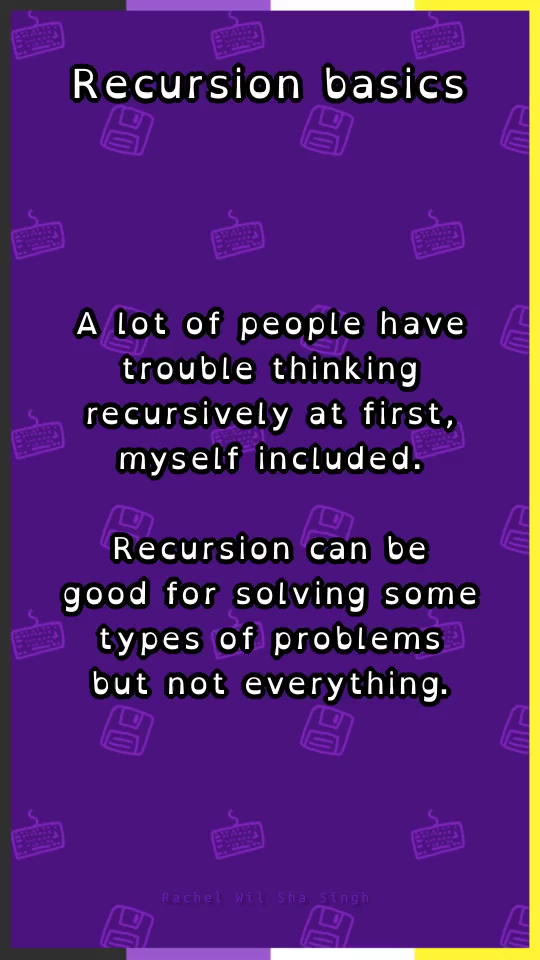 Recursion basics
A lot of people have
trouble thinking
recursively at first,
myself included.
Recursion can be
good for solving some
types of problems
but not everything.
Rachel Wil Sha Singh